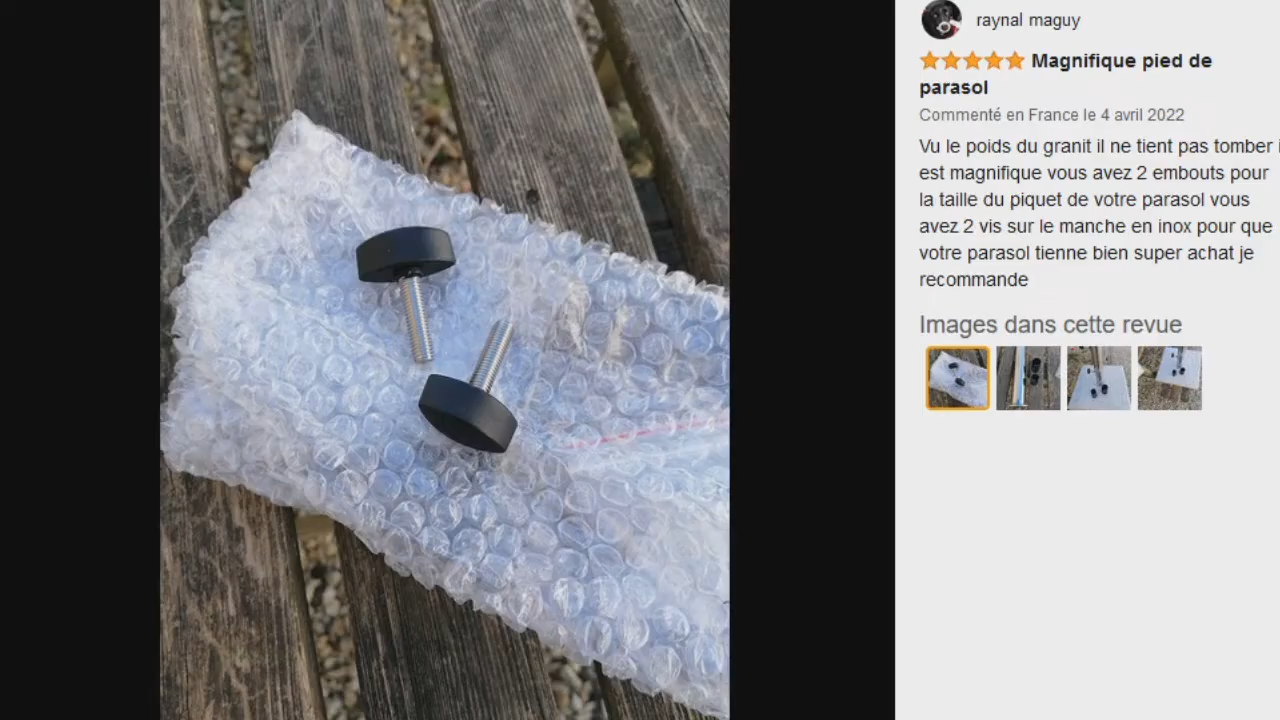 raynal maguy
Magnifique pied de
parasol
Commenté en France le 4 avril 2022
Vu le poids du granit il ne tient pas tomber i
est magnifique vous avez 2 embouts pour
la taille du piquet de votre parasol vous
avez 2 vis sur le manche en inox pour que
votre parasol tienne bien super achat je
recommande
Images dans cette revue